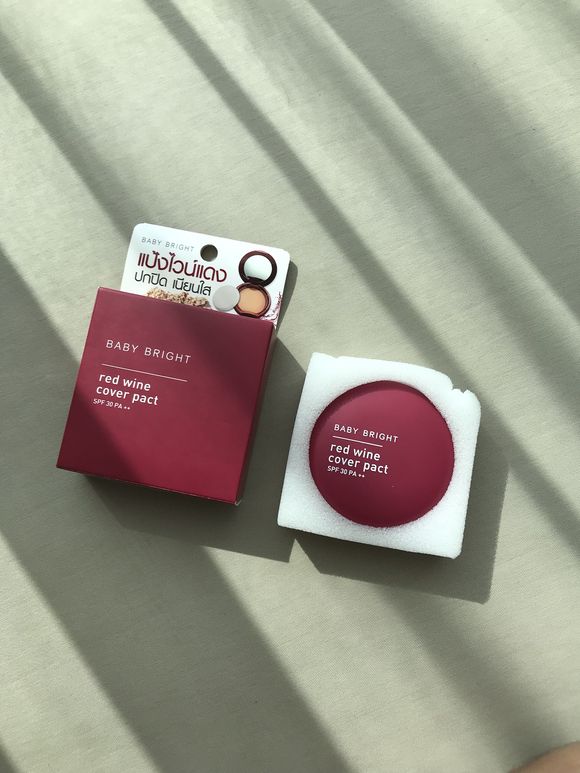 BABY BRIGHT
แป้งไวน์แดง
ปกปิด เนียนใส
BABY BRIGHT
red wine
cover pact
SPF 30 PA ++
BABY BRIGHT
red wine
cover pact
SPF 30 PA ++